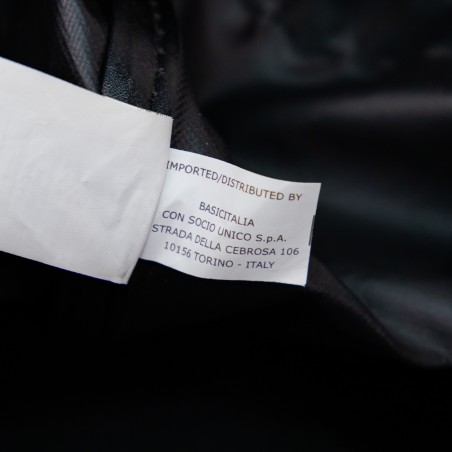 IMPORTED/DISTRIBUTED BY
BASICITALIA
CON SOCIO UNICO S.p.A.
STRADA DELLA CEBROSA 106
10156 TORINO - ITALY